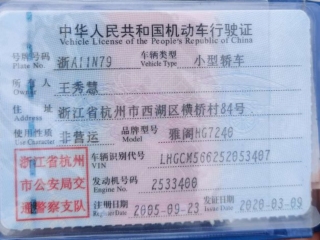 中华人民共和国机动车行驶证
Vehicle License of the People's Republic of China
号牌号码 浙A11N79 车辆类型 小型轿车
Plate No. Vehicle Type
所有人 王秀慧
Owner
住址 浙江省杭州市西湖区横桥村84号
Address
使用性质 非营运 品牌型号 雅阁HG7240
Use Character Model
浙江省杭州市公安局交通警察支队
车辆识别代号 LHGCM566252053407
VIN
发动机号码 2533400
Engine No.
注册日期 2005-09-23 发证日期 2020-03-09
Register Date Issue Date